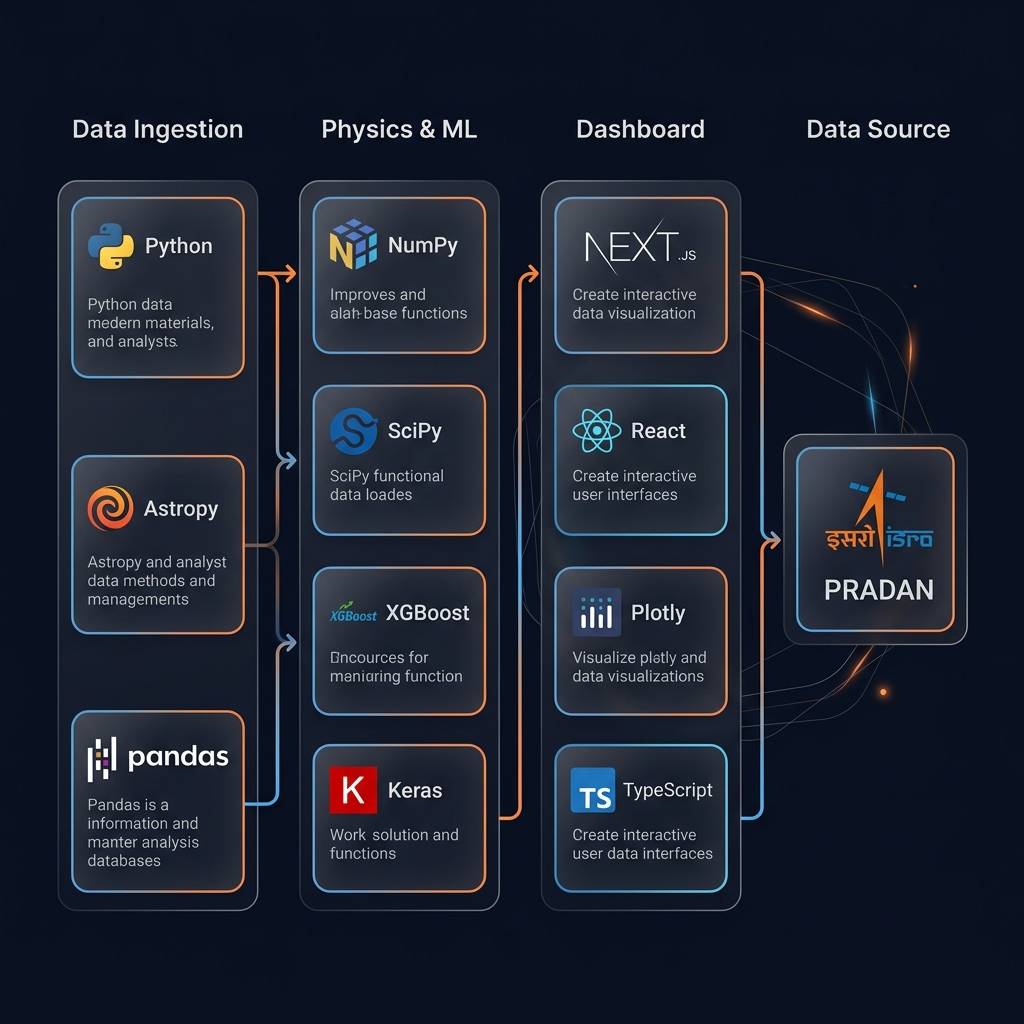 Data Ingestion
Physics & ML
Dashboard
Data Source
Python
Python data
medern materials,
and analysts.
Astropy
Astropy and analyst
data methods and
managements
pandas
Pandas is a
information and
manter analysis
databases
NumPy
Improves and
alah-base functions
SciPy
SciPy functional
data loades
XGBoost XGBoost
Encources for
maniaring function
K Keras
Work solution and
functions
NEXT.JS
Create interactive
data visualization
React
Create interactive
user interfaces
Plotly
Visualize platly and
data visualizations
TS TypeScript
Create interactive
user data interfaces
इसरो isro
PRADAN